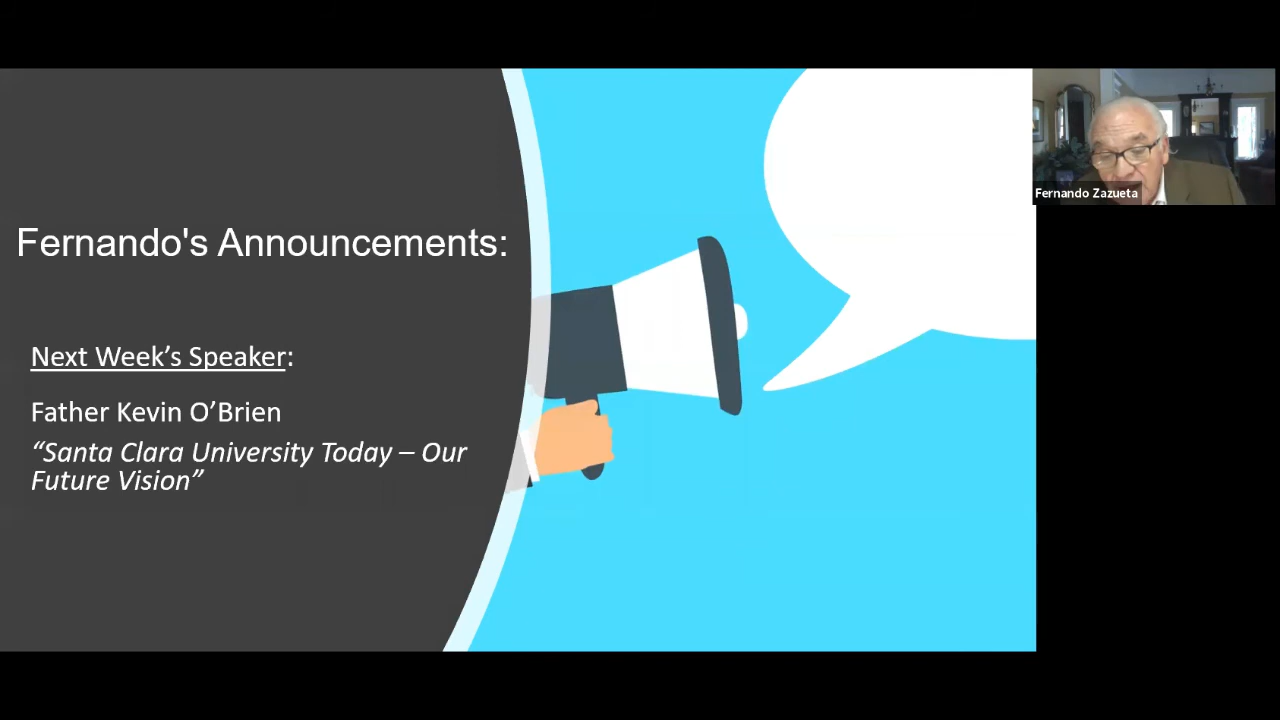 Fernando's Announcements:
Next Week’s Speaker:
Father Kevin O’Brien
“Santa Clara University Today – Our
Future Vision”
Fernando Zazueta